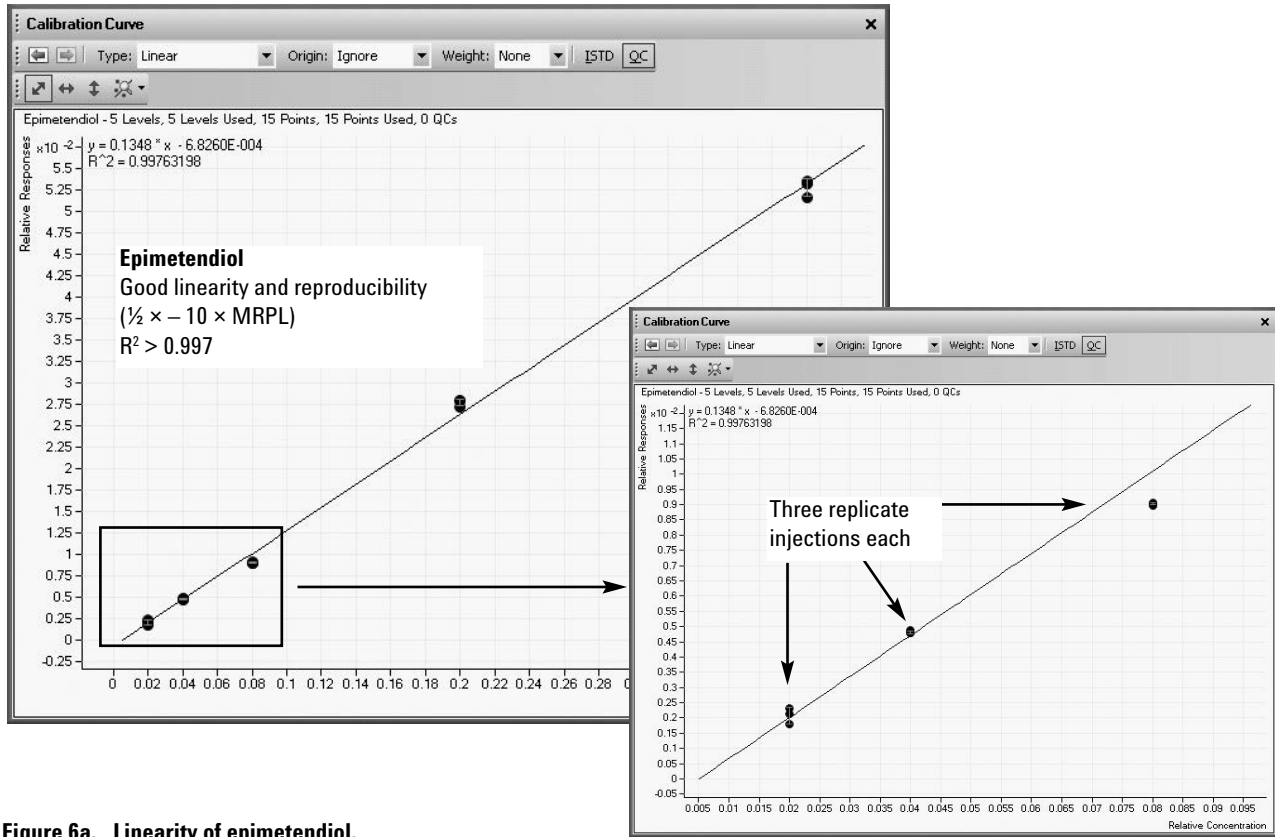 Calibration Curve
Type: Linear Origin: Ignore Weight: None ISTD QC
Epimetendiol - 5 Levels, 5 Levels Used, 15 Points, 15 Points Used, 0 QCs
Relative Responses
x10 -2
y = 0.1348 * x - 6.8260E-004
R^2 = 0.99763198
5.5
5.25
5
4.75
4.5
4.25
4
3.75
3.5
3.25
3
2.75
2.5
2.25
2
1.75
1.5
1.25
1
0.75
0.5
0.25
0
-0.25
Epimetendiol
Good linearity and reproducibility
(½ × – 10 × MRPL)
R² > 0.997
0 0.02 0.04 0.06 0.08 0.1 0.12 0.14 0.16 0.18 0.2 0.22 0.24 0.26 0.28
Calibration Curve
Type: Linear Origin: Ignore Weight: None ISTD QC
Epimetendiol - 5 Levels, 5 Levels Used, 15 Points, 15 Points Used, 0 QCs
Relative Responses
x10 -2
y = 0.1348 * x - 6.8260E-004
R^2 = 0.99763198
1.15
1.1
1.05
1
0.95
0.9
0.85
0.8
0.75
0.7
0.65
0.6
0.55
0.5
0.45
0.4
0.35
0.3
0.25
0.2
0.15
0.1
0.05
0
-0.05
Three replicate
injections each
0.005 0.01 0.015 0.02 0.025 0.03 0.035 0.04 0.045 0.05 0.055 0.06 0.065 0.07 0.075 0.08 0.085 0.09 0.095
Relative Concentration
Figure 6a. Linearity of epimetendiol.